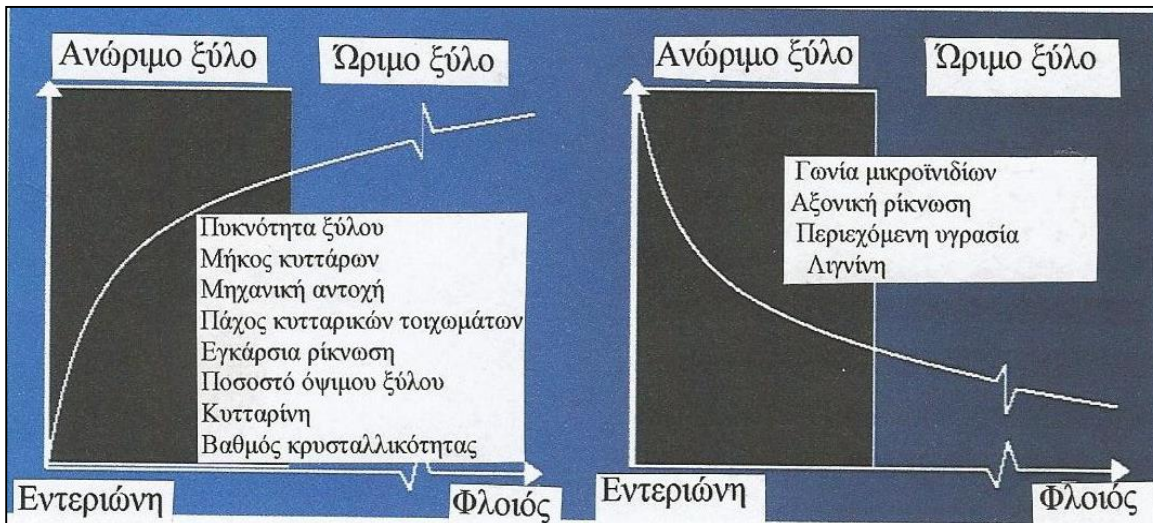 Ανώριμο ξύλο
Ώριμο ξύλο
Πυκνότητα ξύλου
Μήκος κυττάρων
Μηχανική αντοχή
Πάχος κυτταρικών τοιχωμάτων
Εγκάρσια ρίκνωση
Ποσοστό όψιμου ξύλου
Κυτταρίνη
Βαθμός κρυσταλλικότητας
Εντεριώνη
Φλοιός
Ανώριμο ξύλο
Ώριμο ξύλο
Γωνία μικροϊνιδίων
Αξονική ρίκνωση
Περιεχόμενη υγρασία
Λιγνίνη
Εντεριώνη
Φλοιός